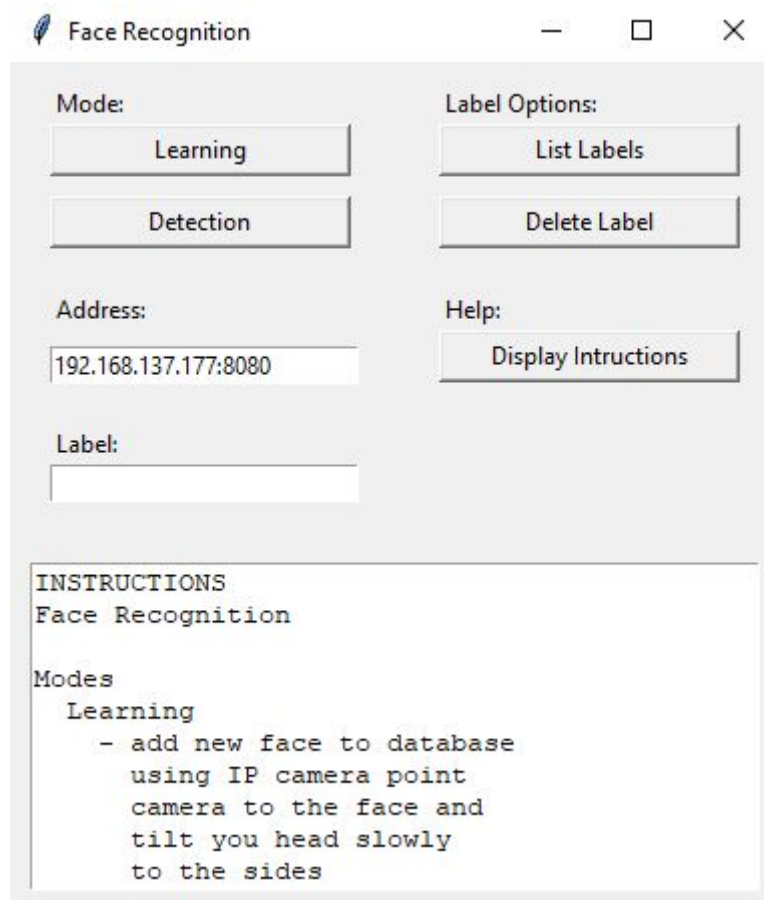 Face Recognition
Mode:
Learning
Detection
Label Options:
List Labels
Delete Label
Address:
192.168.137.177:8080
Help:
Display Intructions
Label:
INSTRUCTIONS
Face Recognition
Modes
Learning
- add new face to database
using IP camera point
camera to the face and
tilt you head slowly
to the sides